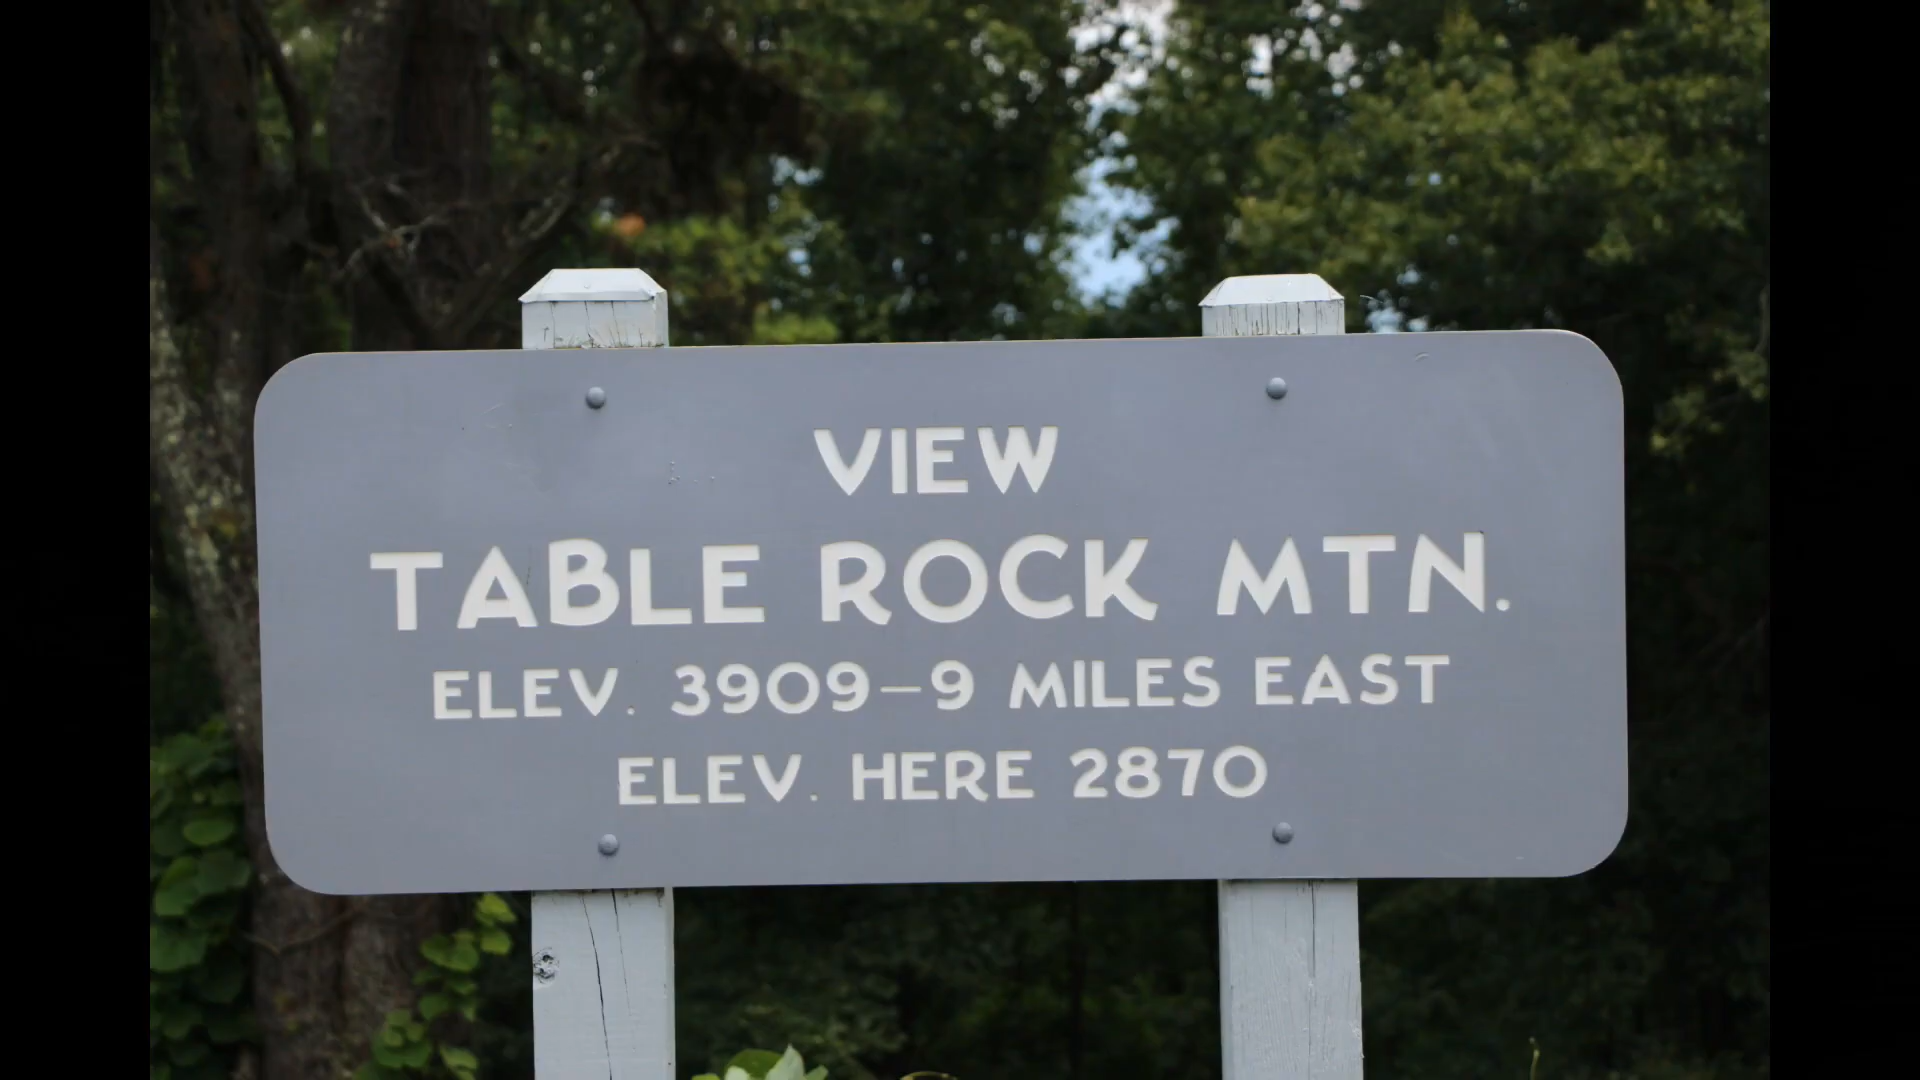 VIEW
TABLE ROCK MTN.
ELEV. 3909–9 MILES EAST
ELEV. HERE 2870